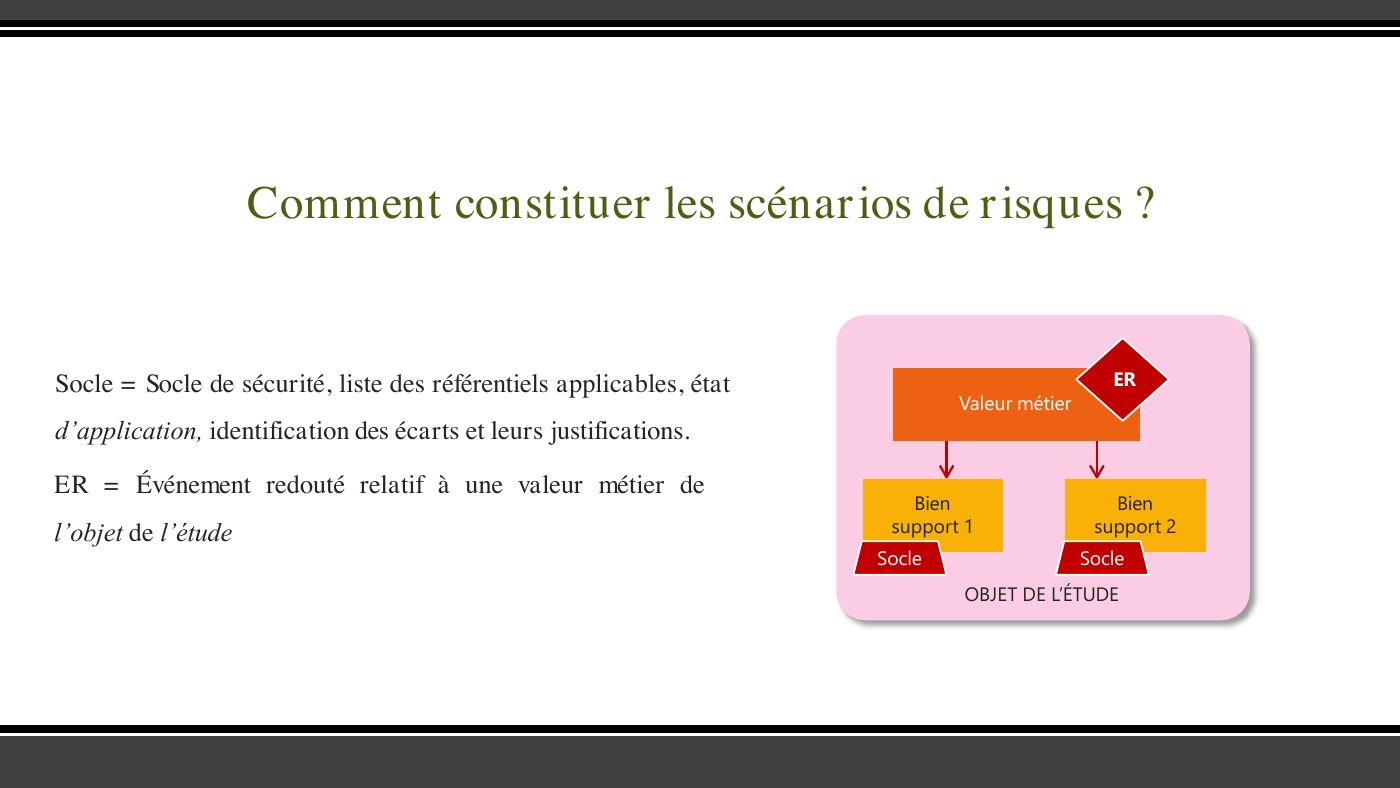 Comment constituer les scénarios de risques ?
Socle = Socle de sécurité, liste des référentiels applicables, état
d’application, identification des écarts et leurs justifications.
ER = Événement redouté relatif à une valeur métier de
l’objet de l’étude
ER
Valeur métier
Bien
support 1
Socle
Bien
support 2
Socle
OBJET DE L’ÉTUDE